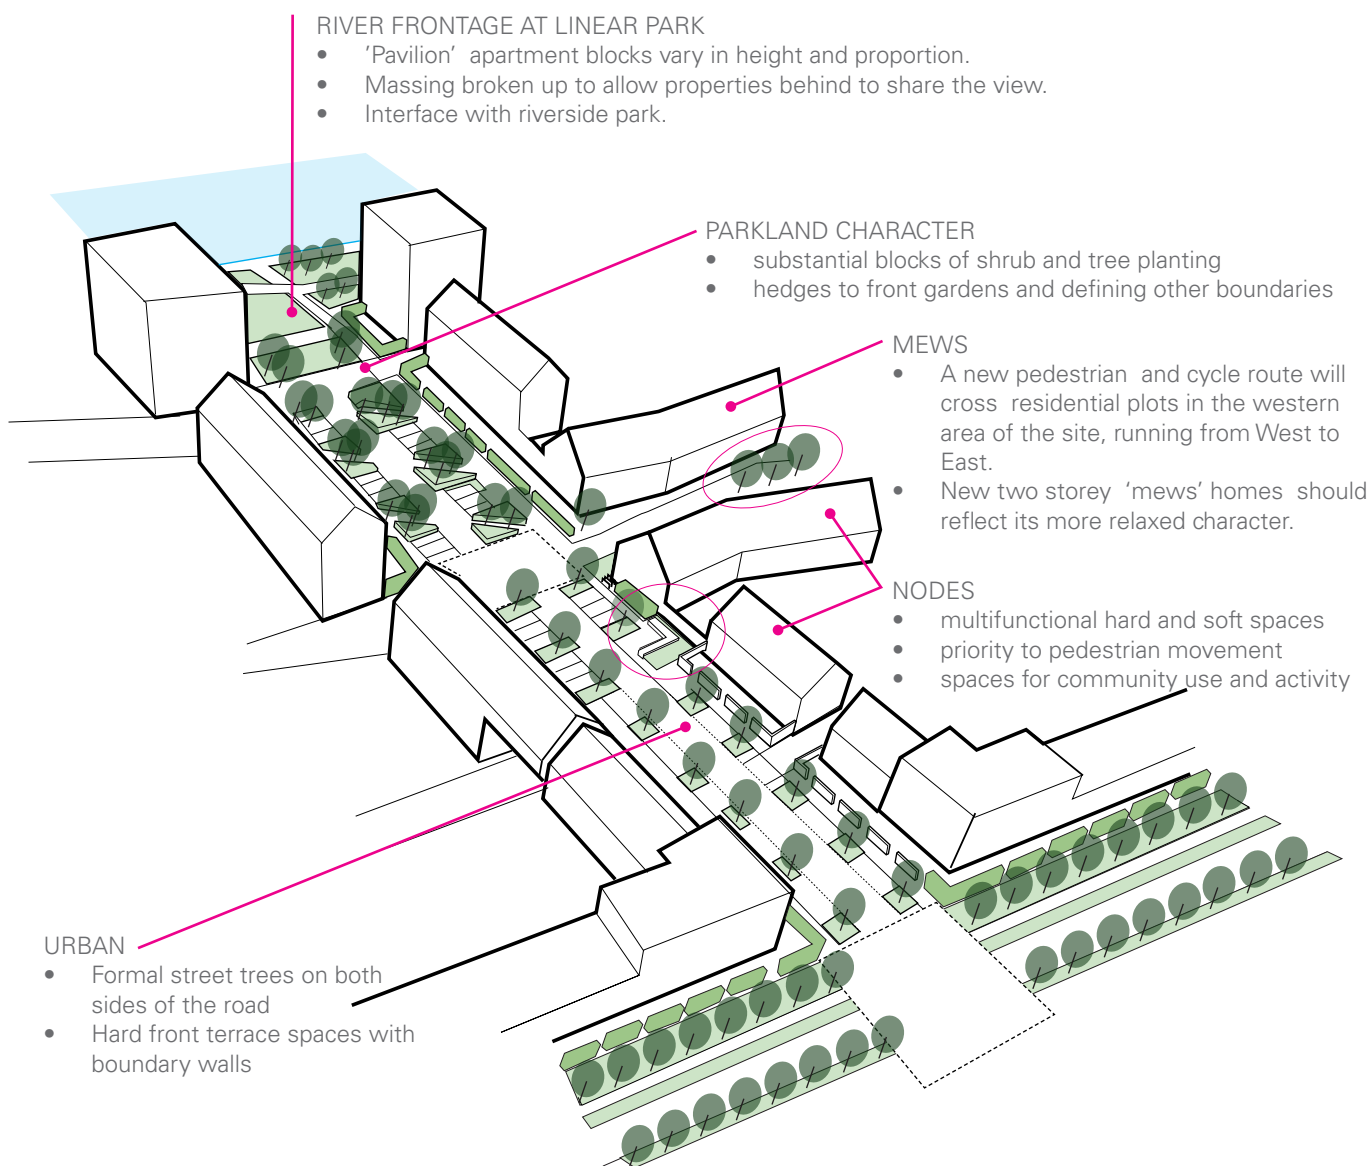 RIVER FRONTAGE AT LINEAR PARK
• 'Pavilion' apartment blocks vary in height and proportion.
• Massing broken up to allow properties behind to share the view.
• Interface with riverside park.
PARKLAND CHARACTER
• substantial blocks of shrub and tree planting
• hedges to front gardens and defining other boundaries
MEWS
• A new pedestrian and cycle route will
cross residential plots in the western
area of the site, running from West to
East.
• New two storey 'mews' homes should
reflect its more relaxed character.
NODES
• multifunctional hard and soft spaces
• priority to pedestrian movement
• spaces for community use and activity
URBAN
• Formal street trees on both
sides of the road
• Hard front terrace spaces with
boundary walls